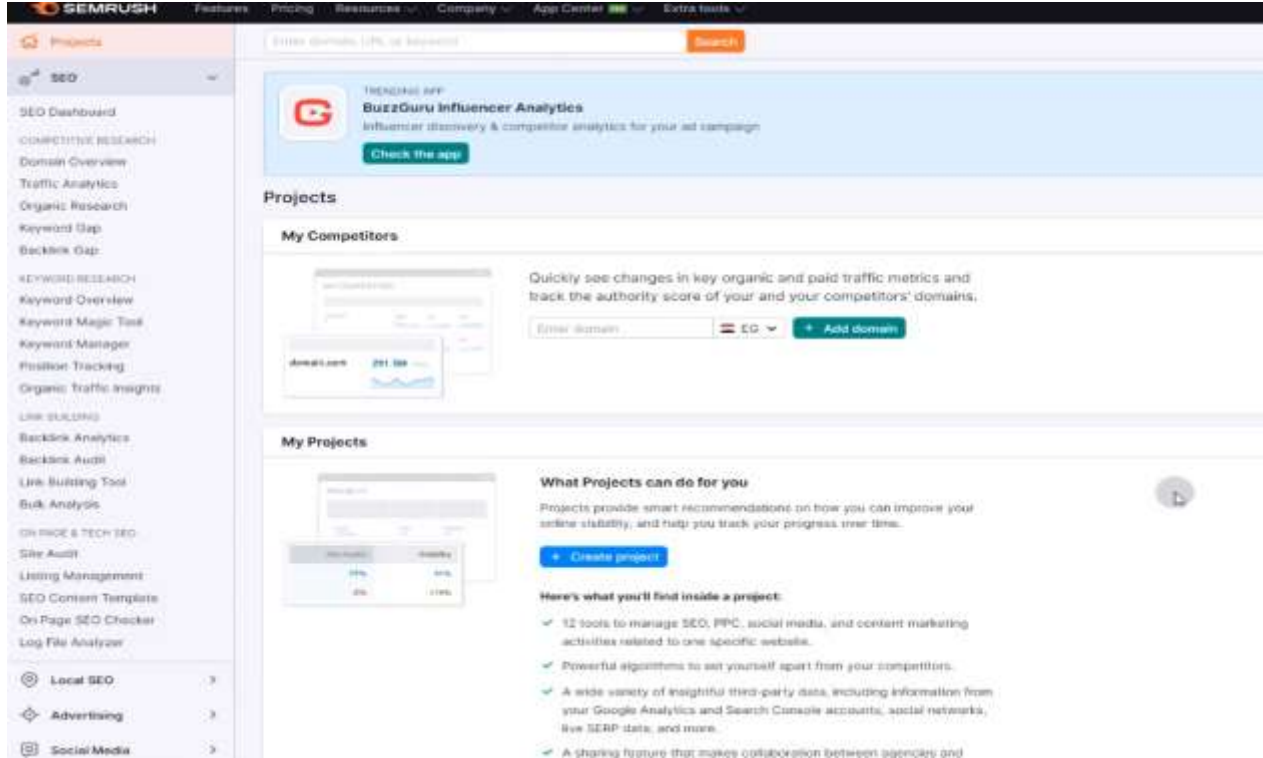 SEMRUSH
Features
Pricing
Resources
Company
App Center
Extra tools
Projects
Enter domain, URL or keyword
Search
SEO
SEO Dashboard
COMPETITIVE RESEARCH
Domain Overview
Traffic Analytics
Organic Research
Keyword Gap
Backlink Gap
KEYWORD RESEARCH
Keyword Overview
Keyword Magic Tool
Keyword Manager
Position Tracking
Organic Traffic Insights
LINK BUILDING
Backlink Analytics
Backlink Audit
Link Building Tool
Bulk Analysis
ON PAGE & TECH SEO
Site Audit
Listing Management
SEO Content Template
On Page SEO Checker
Log File Analyzer
Local SEO
Advertising
Social Media
TRENDING APP
BuzzGuru Influencer Analytics
Influencer discovery & competitor analytics for your ad campaign
Check the app
Projects
My Competitors
domain.com
Quickly see changes in key organic and paid traffic metrics and
track the authority score of your and your competitors' domains.
Enter domain
EG
+ Add domain
My Projects
What Projects can do for you
Projects provide smart recommendations on how you can improve your
online visibility, and help you track your progress over time.
+ Create project
Here's what you'll find inside a project:
12 tools to manage SEO, PPC, social media, and content marketing
activities related to one specific website.
Powerful algorithms to set yourself apart from your competitors.
A wide variety of insightful third-party data, including information from
your Google Analytics and Search Console accounts, social networks,
live SERP data, and more.
A sharing feature that makes collaboration between agencies and